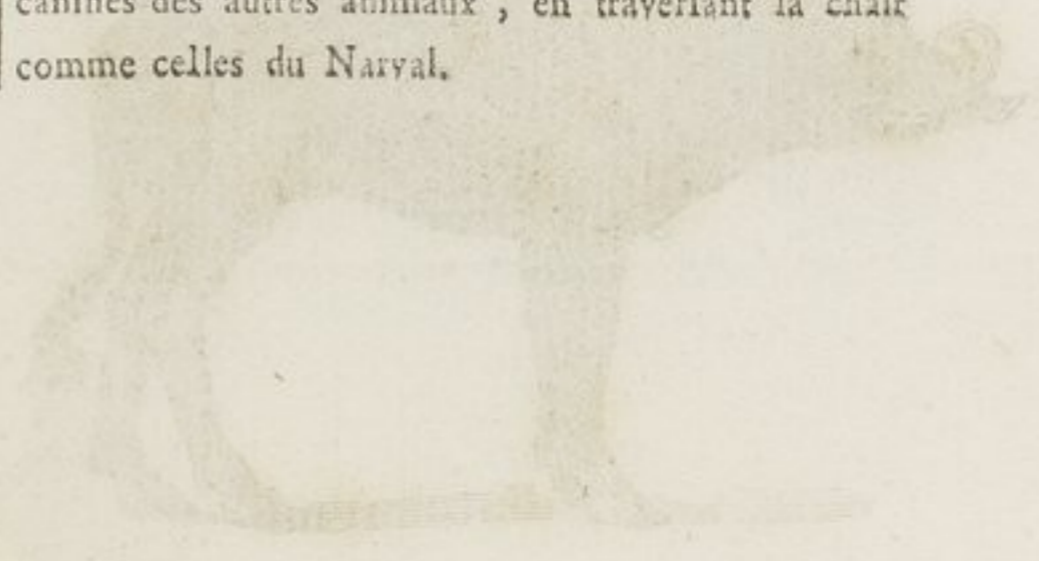 canines des autres animaux , en traverſant la chair
comme celles du Narval.